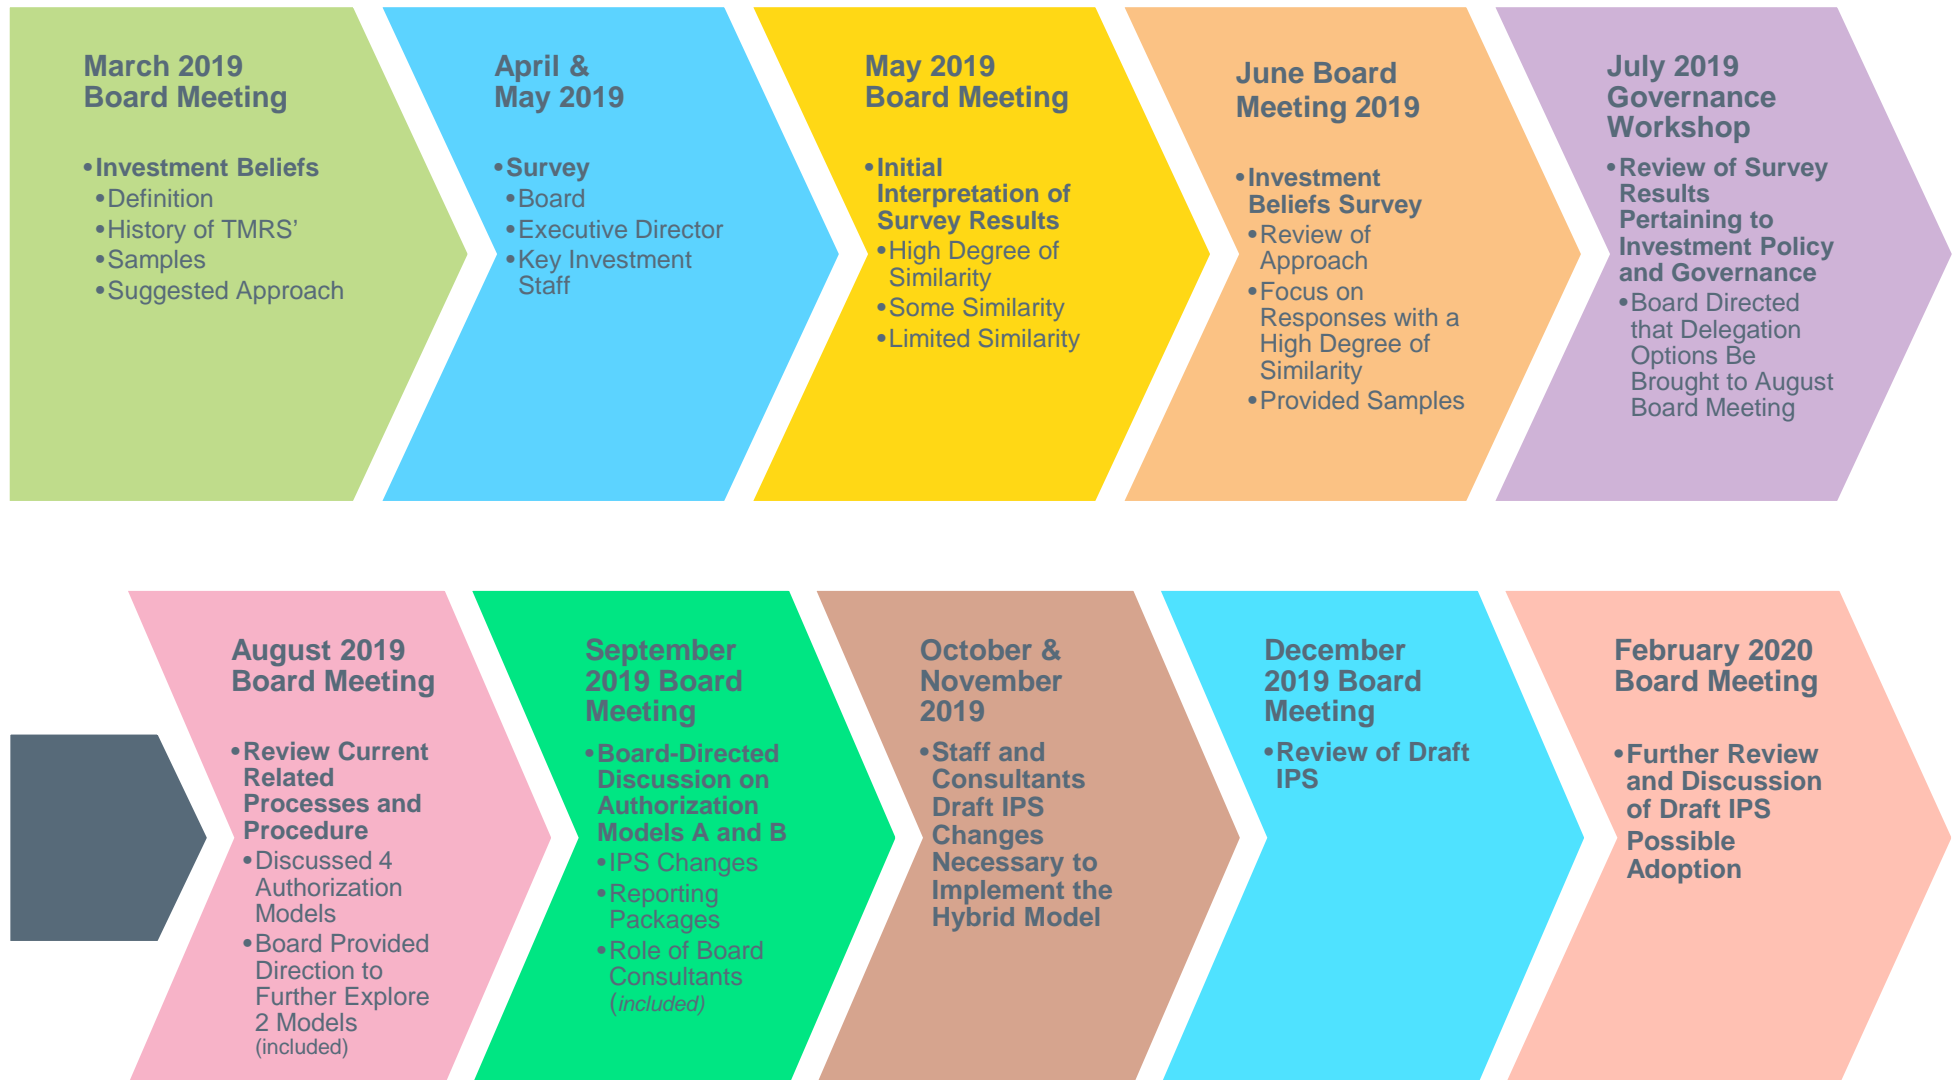 March 2019
Board Meeting
•Investment Beliefs
•Definition
•History of TMRS'
•Samples
•Suggested Approach
April &
May 2019
•Survey
•Board
•Executive Director
•Key Investment
Staff
May 2019
Board Meeting
•Initial
Interpretation of
Survey Results
•High Degree of
Similarity
•Some Similarity
•Limited Similarity
June Board
Meeting 2019
•Investment
Beliefs Survey
•Review of
Approach
•Focus on
Responses with a
High Degree of
Similarity
•Provided Samples
July 2019
Governance
Workshop
•Review of Survey
Results
Pertaining to
Investment Policy
and Governance
•Board Directed
that Delegation
Options Be
Brought to August
Board Meeting
August 2019
Board Meeting
•Review Current
Related
Processes and
Procedure
•Discussed 4
Authorization
Models
•Board Provided
Direction to
Further Explore
2 Models
(included)
September
2019 Board
Meeting
•Board-Directed
Discussion on
Authorization
Models A and B
•IPS Changes
•Reporting
Packages
•Role of Board
Consultants
(included)
October &
November
2019
•Staff and
Consultants
Draft IPS
Changes
Necessary to
Implement the
Hybrid Model
December
2019 Board
Meeting
•Review of Draft
IPS
February 2020
Board Meeting
•Further Review
and Discussion
of Draft IPS
Possible
Adoption